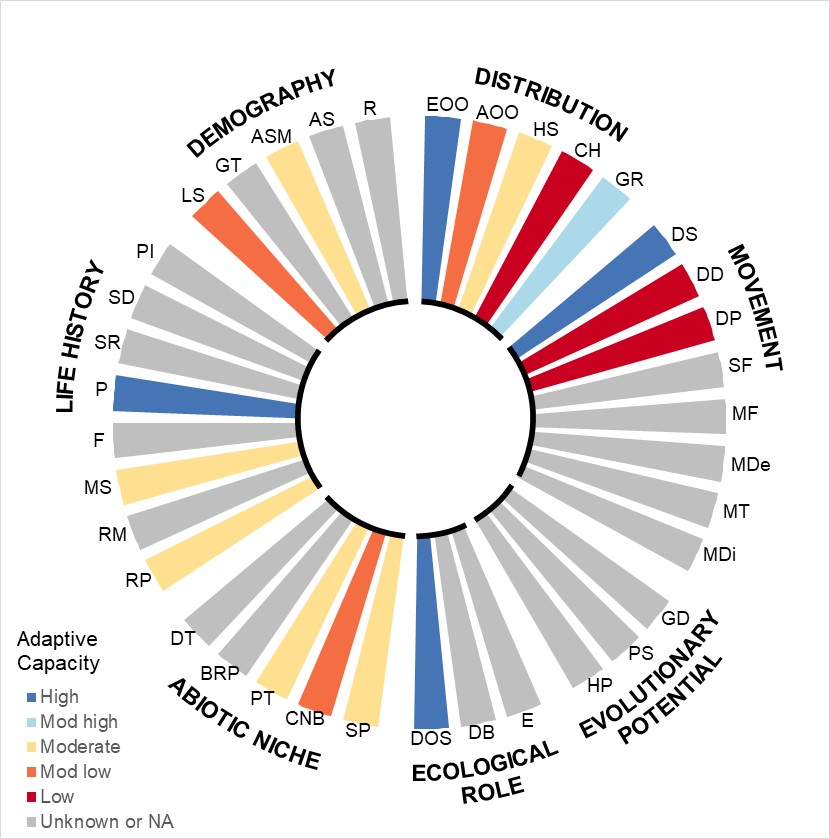 DISTRIBUTION
EOO
AOO
HS
CH
GR
MOVEMENT
DS
DD
DP
SF
MF
MDe
MT
MDi
EVOLUTIONARY
POTENTIAL
GD
PS
HP
ECOLOGICAL
ROLE
E
DB
DOS
ABIOTIC NICHE
SP
CNB
PT
BRP
DT
LIFE HISTORY
RP
RM
MS
F
P
SR
SD
PI
DEMOGRAPHY
LS
GT
ASM
AS
R
Adaptive
Capacity
High
Mod high
Moderate
Mod low
Low
Unknown or NA